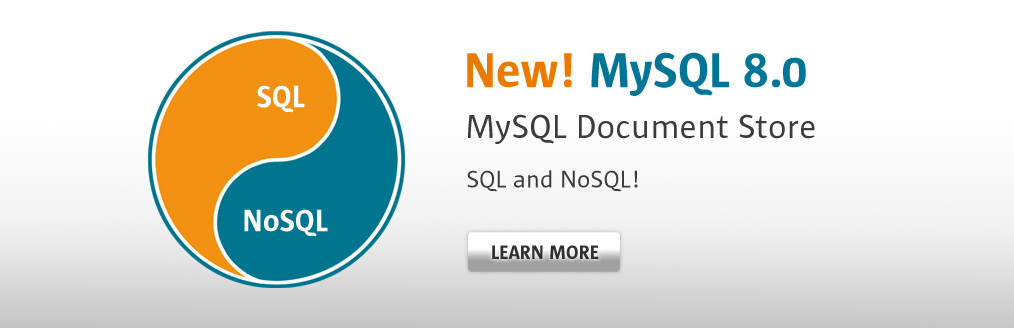 SQL
NoSQL
New! MySQL 8.0
MySQL Document Store
SQL and NoSQL!
LEARN MORE